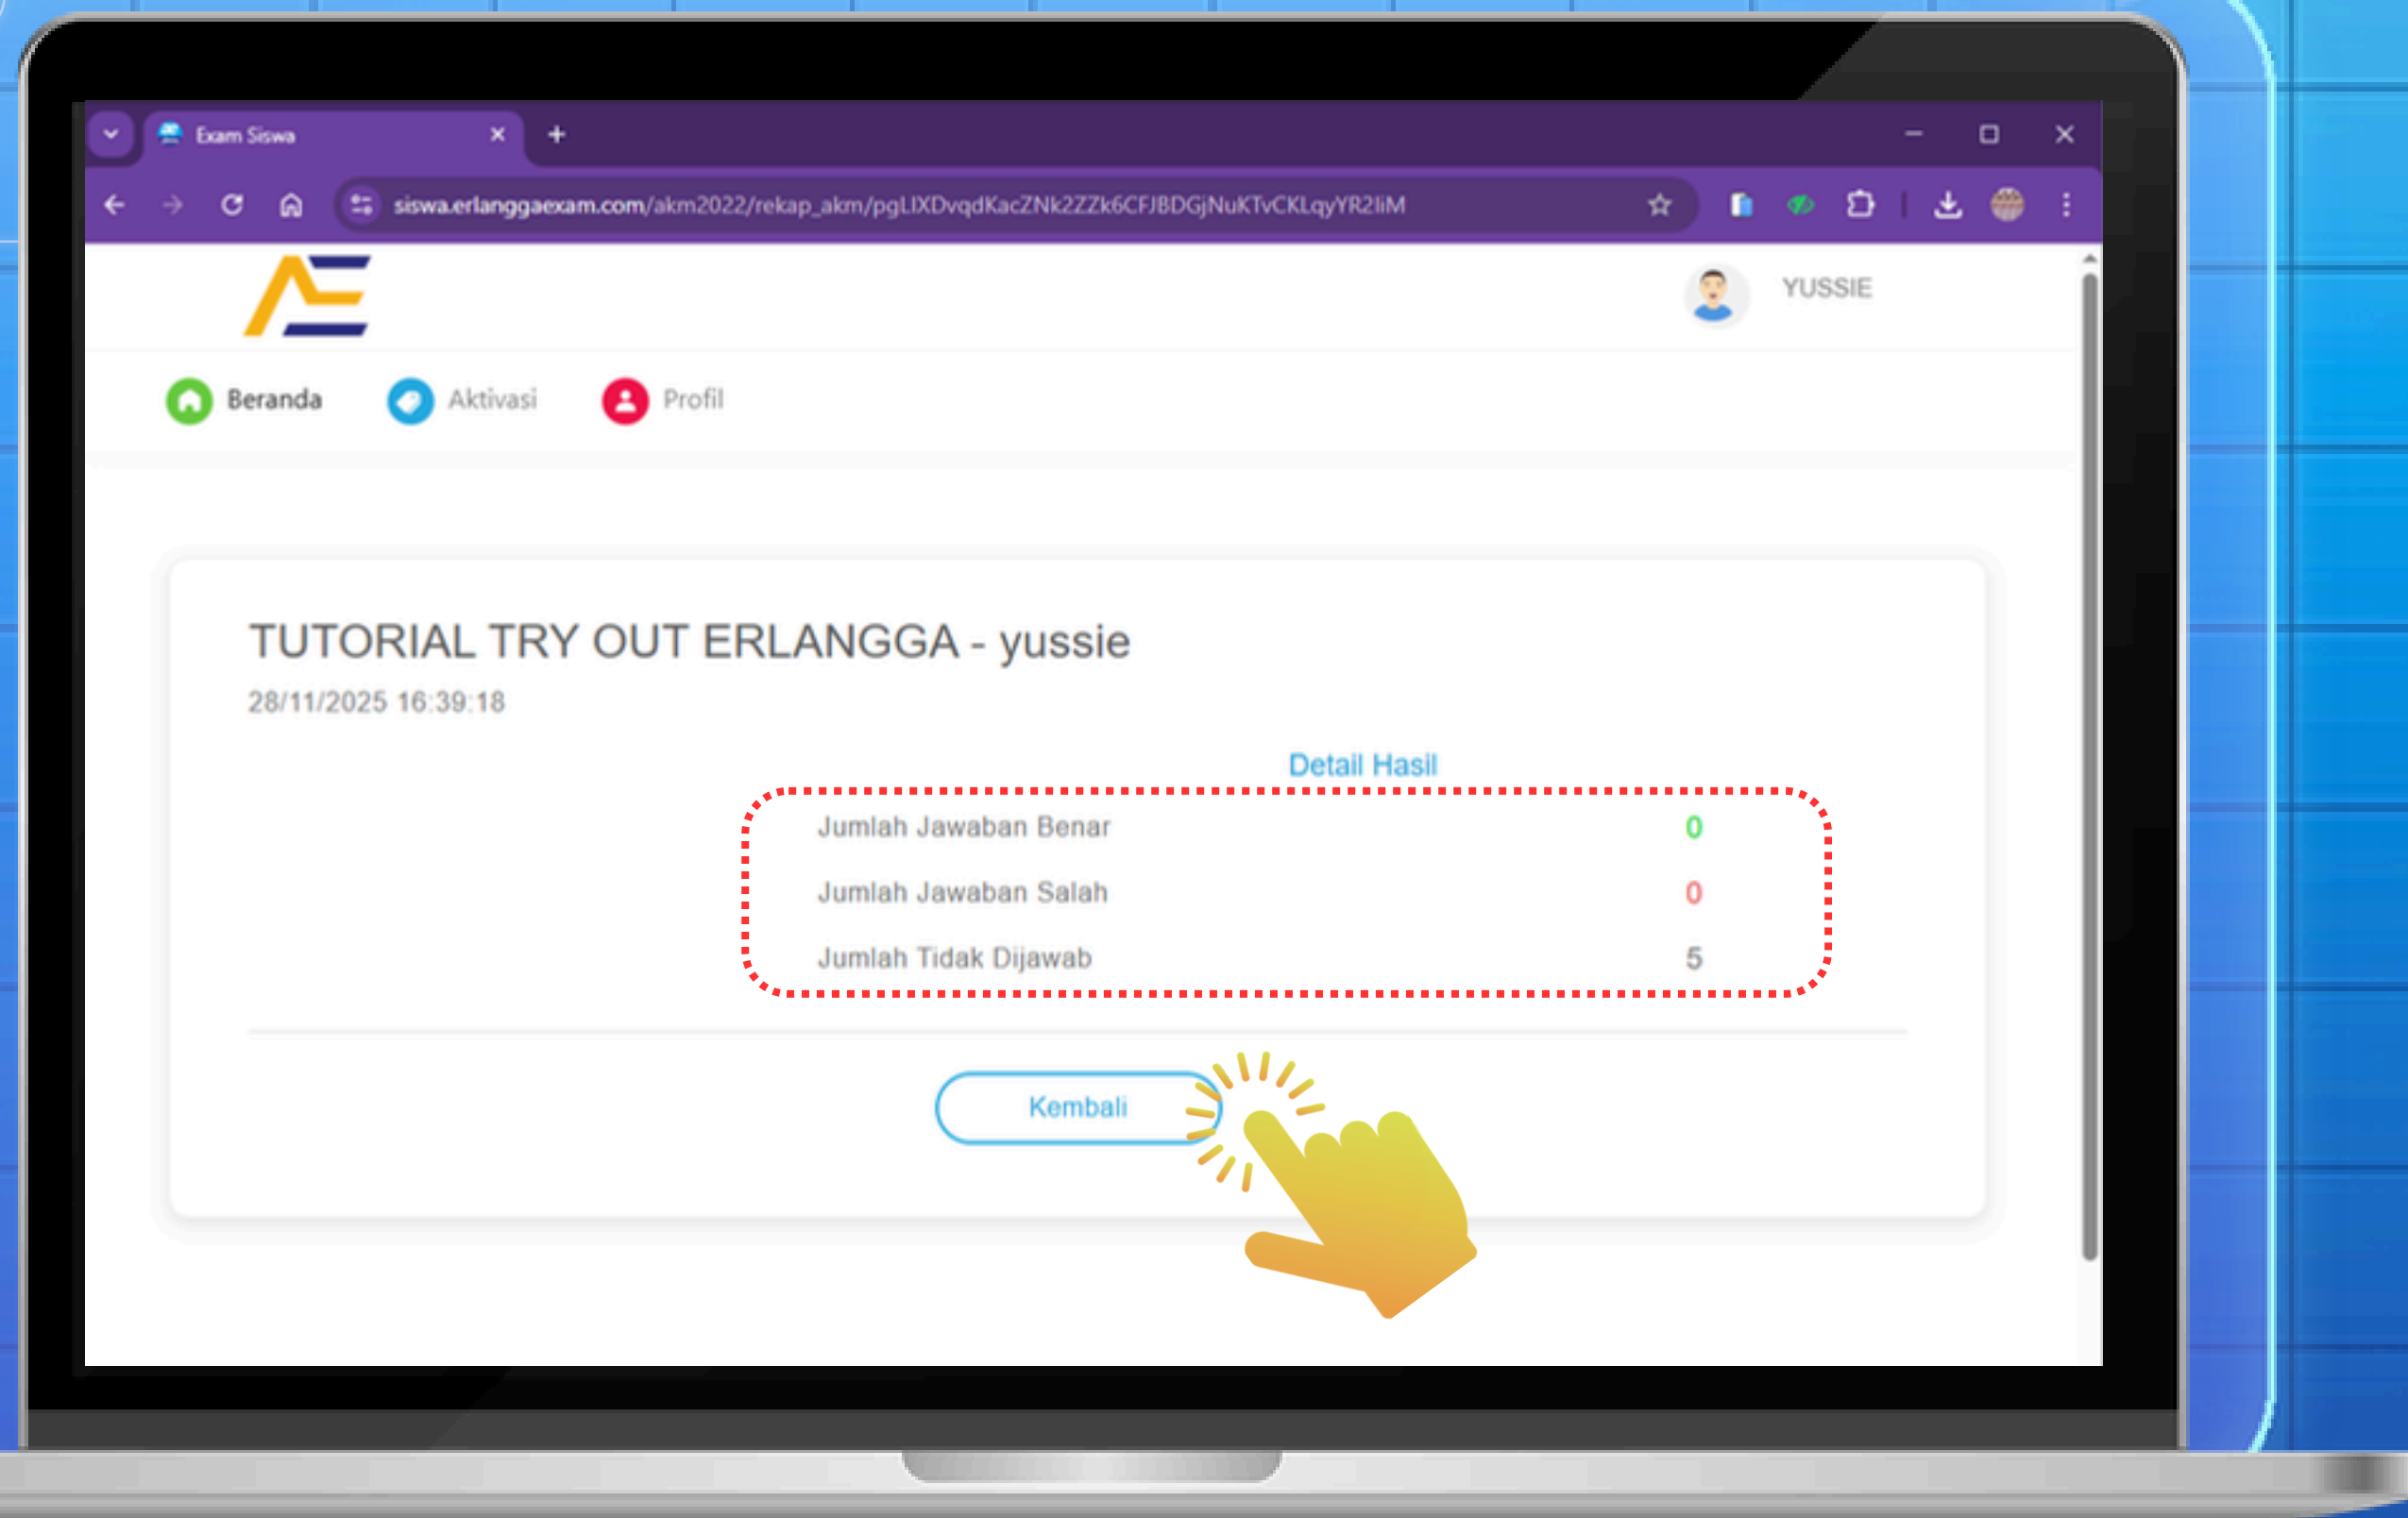 Exam Siswa
siswa.erlanggaexam.com/akm2022/rekap_akm/
YUSSIE
Beranda
Aktivasi
Profil
TUTORIAL TRY OUT ERLANGGA - yussie
28/11/2025 16:39:18
Detail Hasil
Jumlah Jawaban Benar 0
Jumlah Jawaban Salah 0
Jumlah Tidak Dijawab 5
Kembali